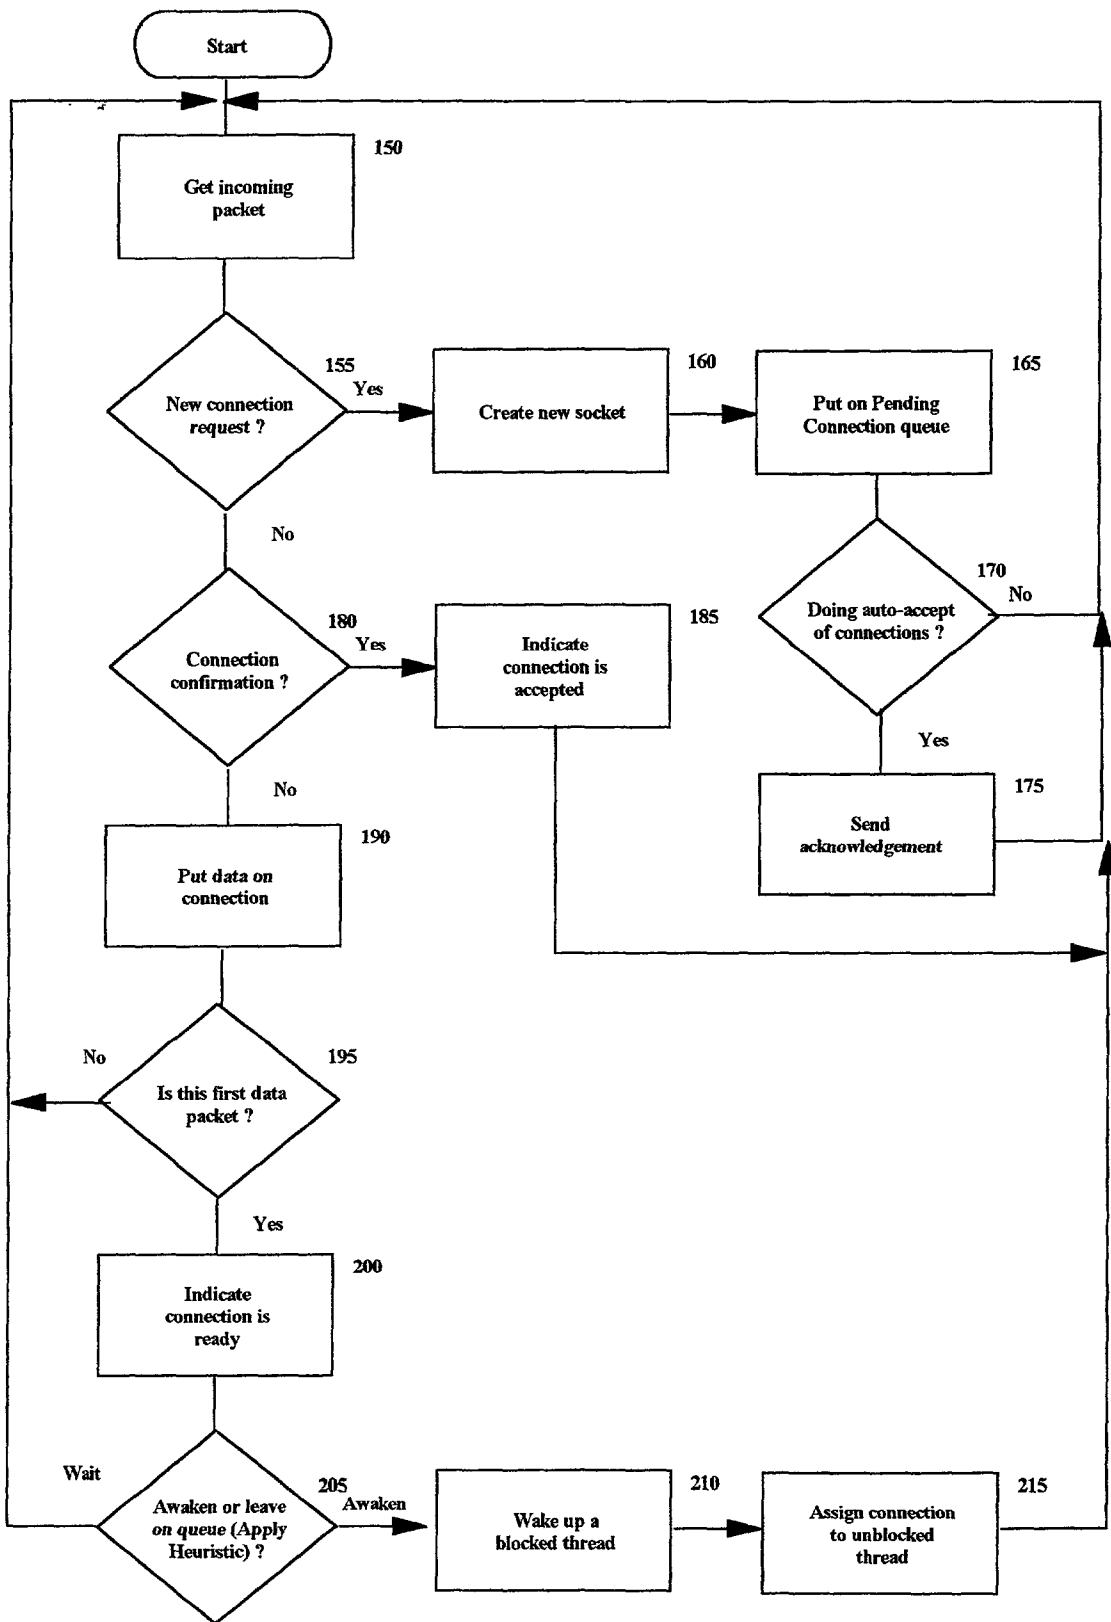 Start
150
Get incoming
packet
155
Yes
New connection
request ?
160
Create new socket
165
Put on Pending
Connection queue
No
170
No
Doing auto-accept
of connections ?
180
Yes
Connection
confirmation ?
185
Indicate
connection is
accepted
Yes
175
Send
acknowledgement
No
190
Put data on
connection
No
195
Is this first data
packet ?
Yes
200
Indicate
connection is
ready
Wait
205
Awaken
Awaken or leave
on queue (Apply
Heuristic) ?
210
Wake up a
blocked thread
215
Assign connection
to unblocked
thread